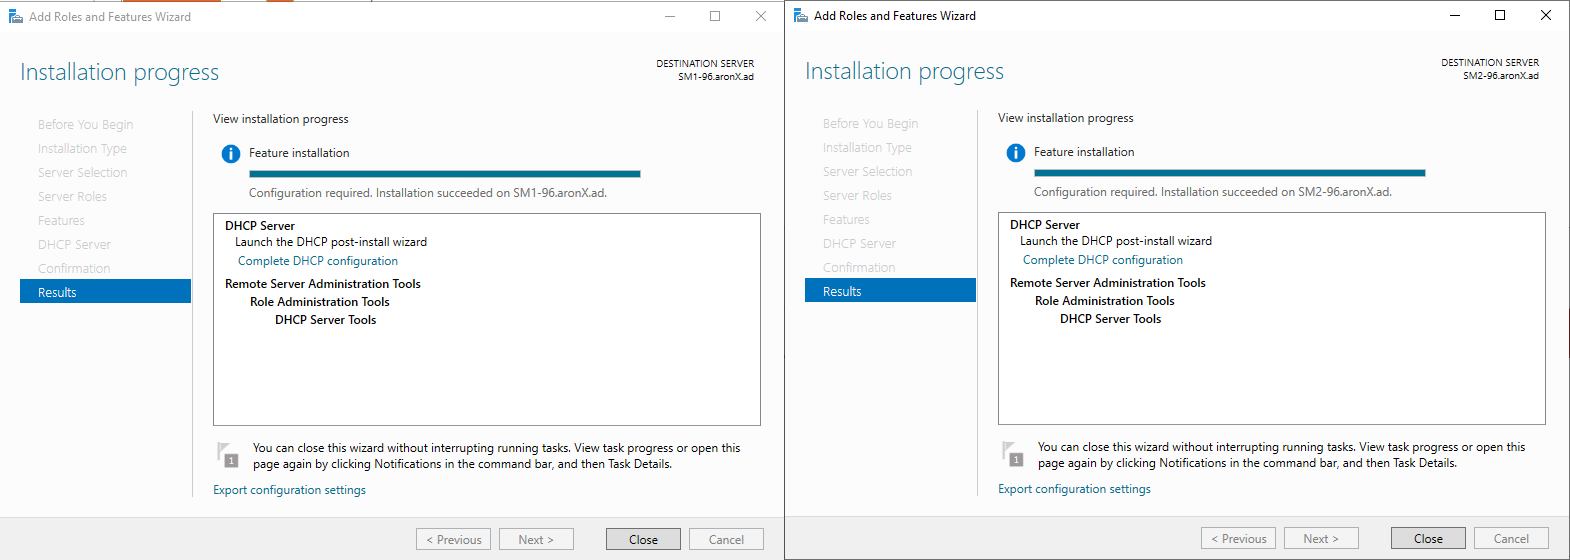 Add Roles and Features Wizard
Installation progress
DESTINATION SERVER
SM1-96.aronX.ad
Before You Begin
Installation Type
Server Selection
Server Roles
Features
DHCP Server
Confirmation
Results
View installation progress
Feature installation
Configuration required. Installation succeeded on SM1-96.aronX.ad.
DHCP Server
Launch the DHCP post-install wizard
Complete DHCP configuration
Remote Server Administration Tools
Role Administration Tools
DHCP Server Tools
1
You can close this wizard without interrupting running tasks. View task progress or open this
page again by clicking Notifications in the command bar, and then Task Details.
Export configuration settings
< Previous
Next >
Close
Cancel
Add Roles and Features Wizard
Installation progress
DESTINATION SERVER
SM2-96.aronX.ad
Before You Begin
Installation Type
Server Selection
Server Roles
Features
DHCP Server
Confirmation
Results
View installation progress
Feature installation
Configuration required. Installation succeeded on SM2-96.aronX.ad.
DHCP Server
Launch the DHCP post-install wizard
Complete DHCP configuration
Remote Server Administration Tools
Role Administration Tools
DHCP Server Tools
1
You can close this wizard without interrupting running tasks. View task progress or open this
page again by clicking Notifications in the command bar, and then Task Details.
Export configuration settings
< Previous
Next >
Close
Cancel